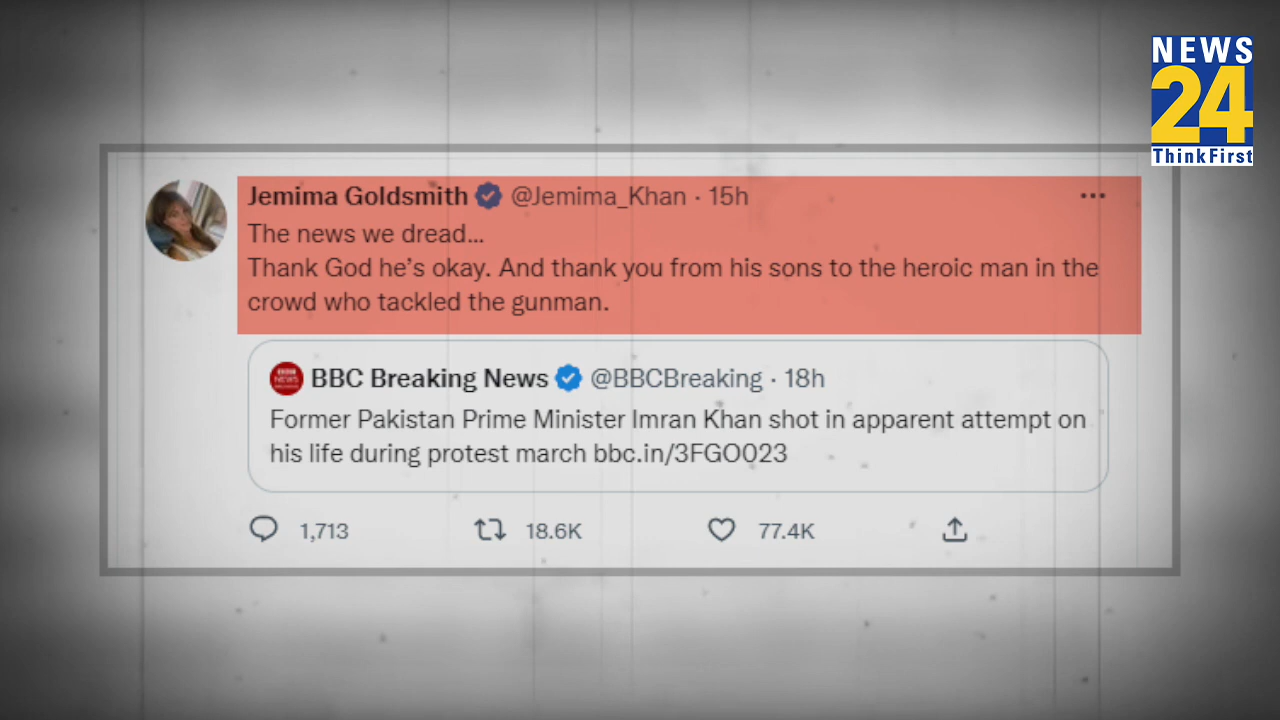 NEWS
24
ThinkFirst
Jemima Goldsmith @Jemima_Khan · 15h
The news we dread...
Thank God he's okay. And thank you from his sons to the heroic man in the
crowd who tackled the gunman.
BBC NEWS
BBC Breaking News @BBCBreaking · 18h
Former Pakistan Prime Minister Imran Khan shot in apparent attempt on
his life during protest march bbc.in/3FGO023
1,713 18.6K 77.4K